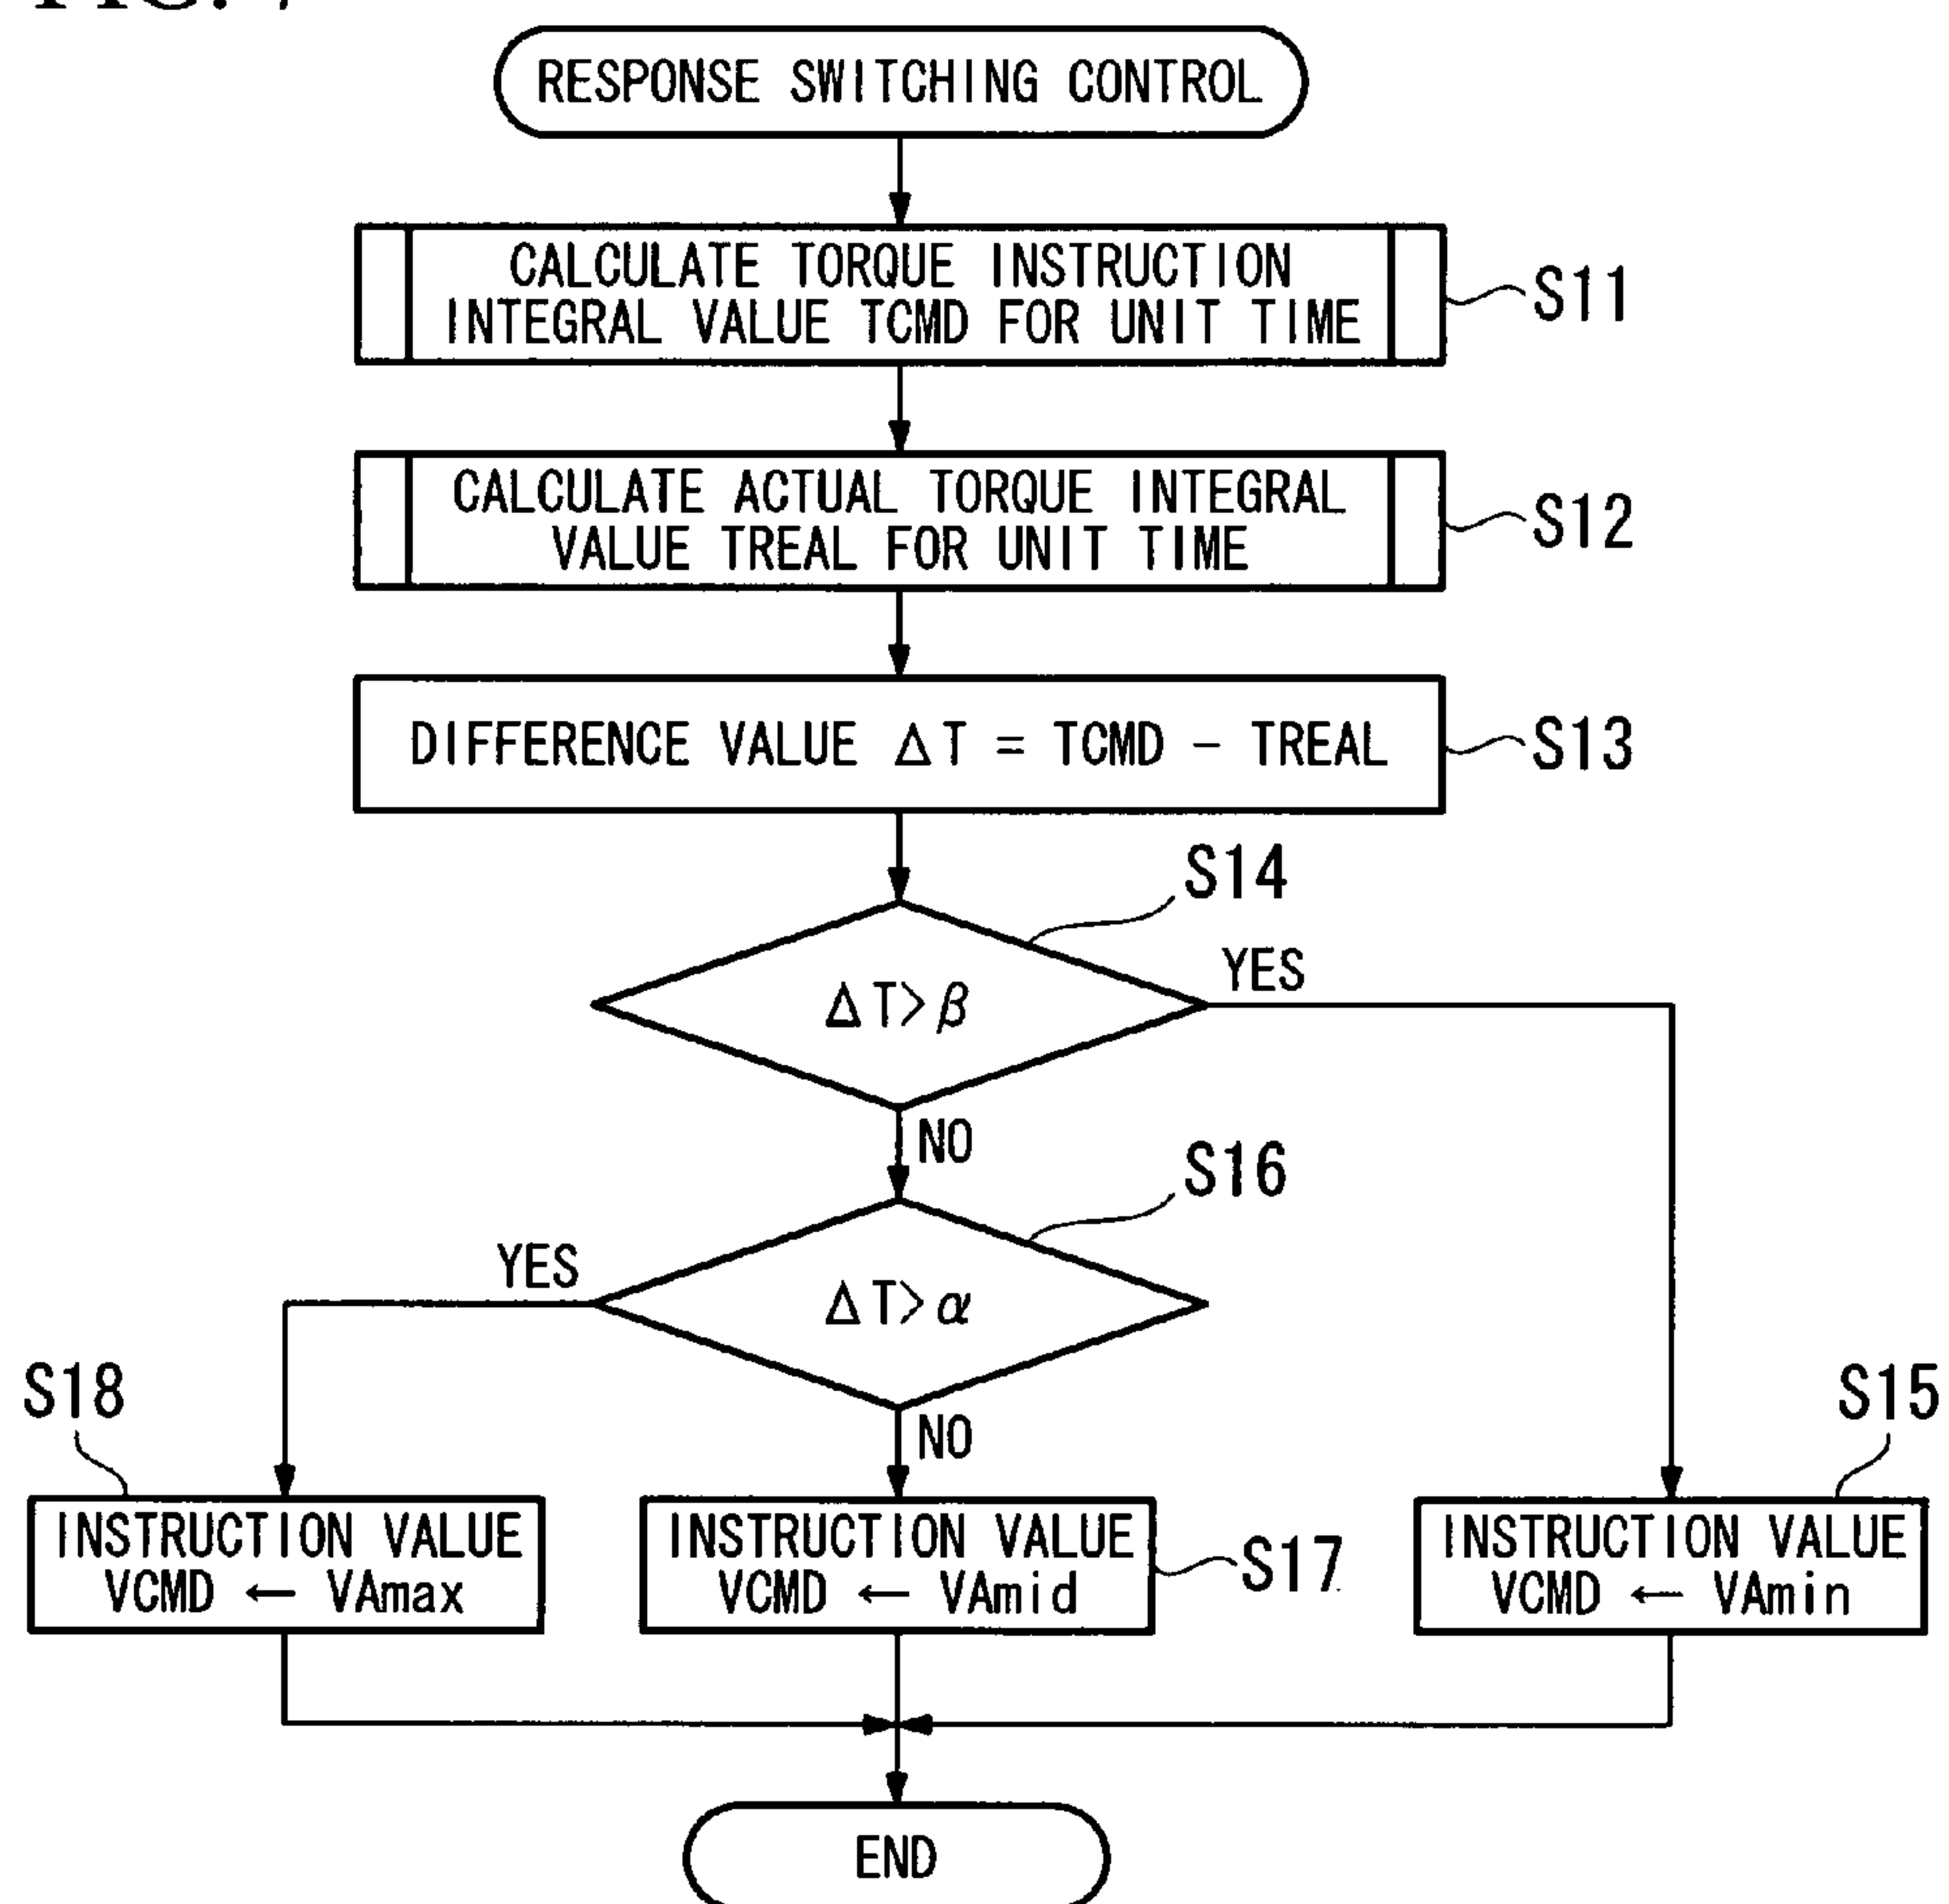 RESPONSE SWITCHING CONTROL
CALCULATE TORQUE INSTRUCTION
INTEGRAL VALUE TCMD FOR UNIT TIME
S11
CALCULATE ACTUAL TORQUE INTEGRAL
VALUE TREAL FOR UNIT TIME
S12
DIFFERENCE VALUE ΔT = TCMD − TREAL
S13
S14
ΔT>β
YES
NO
S16
YES
ΔT>α
NO
S18
S15
INSTRUCTION VALUE
VCMD ← VAmax
INSTRUCTION VALUE
VCMD ← VAmid
S17
INSTRUCTION VALUE
VCMD ← VAmin
END